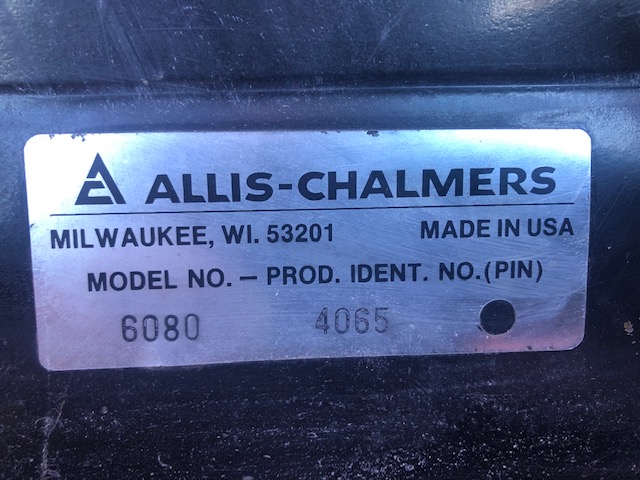 ALLIS-CHALMERS
MILWAUKEE, WI. 53201 MADE IN USA
MODEL NO. – PROD. IDENT. NO. (PIN)
6080 4065